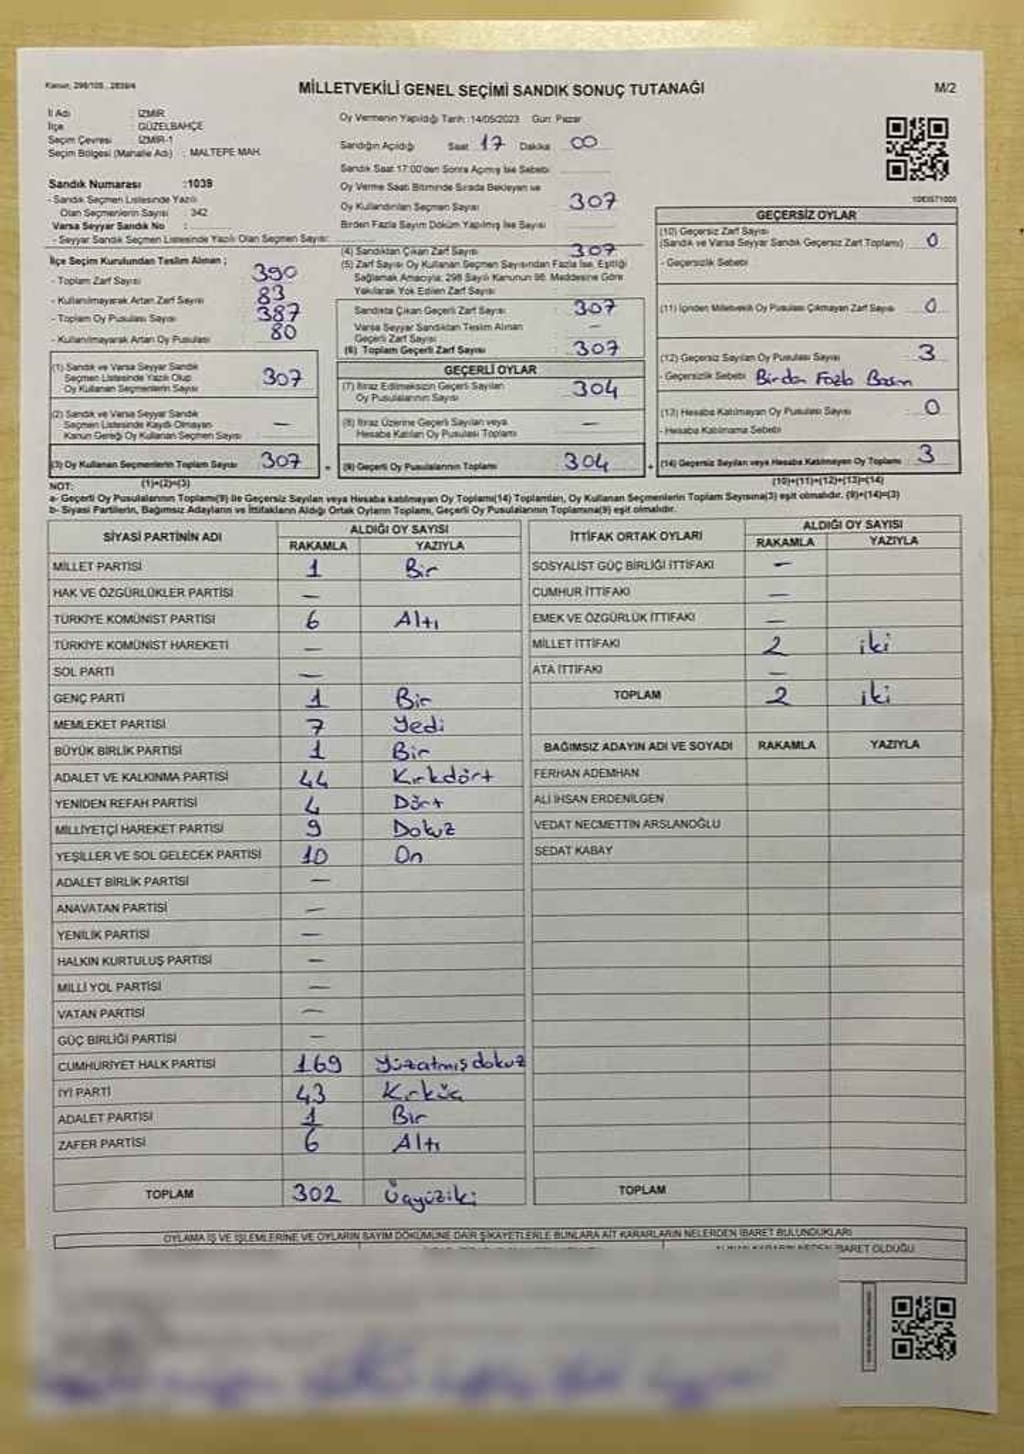 Kanun: 298/105 , 2839/4
MİLLETVEKİLİ GENEL SEÇİMİ SANDIK SONUÇ TUTANAĞI
M/2
İl Adı : İZMİR
İlçe : GÜZELBAHÇE
Seçim Çevresi : İZMİR-1
Seçim Bölgesi (Mahalle Adı) : MALTEPE MAH.
Oy Vermenin Yapıldığı Tarih :14/05/2023 Gün: Pazar
Sandığın Açıldığı Saat 17 Dakika 00
Sandık Saat 17:00'den Sonra Açılmış İse Sebebi:
Sandık Numarası :1039
- Sandık Seçmen Listesinde Yazılı
Olan Seçmenlerin Sayısı : 342
Varsa Seyyar Sandık No :
- Seyyar Sandık Seçmen Listesinde Yazılı Olan Seçmen Sayısı:
Oy Verme Saati Bitiminde Sırada Bekleyen ve
Oy Kullandırılan Seçmen Sayısı 307
Birden Fazla Sayım Döküm Yapılmış İse Sayısı
İlçe Seçim Kurulundan Teslim Alınan ;
- Toplam Zarf Sayısı : 390
- Kullanılmayarak Artan Zarf Sayısı : 83
- Toplam Oy Pusulası Sayısı : 387
- Kullanılmayarak Artan Oy Pusulası : 80
(1) Sandık ve Varsa Seyyar Sandık
Seçmen Listesinde Yazılı Olup
Oy Kullanan Seçmenlerin Sayısı : 307
(2) Sandık ve Varsa Seyyar Sandık
Seçmen Listesinde Kaydı Olmayan
Kanun Gereği Oy Kullanan Seçmen Sayısı : —
(3) Oy Kullanan Seçmenlerin Toplam Sayısı : 307
(4) Sandıktan Çıkan Zarf Sayısı 307
(5) Zarf Sayısı Oy Kullanan Seçmen Sayısından Fazla İse, Eşitliği
Sağlamak Amacıyla; 298 Sayılı Kanunun 98. Maddesine Göre
Yakılarak Yok Edilen Zarf Sayısı
Sandıkta Çıkan Geçerli Zarf Sayısı : 307
Varsa Seyyar Sandıktan Teslim Alınan
Geçerli Zarf Sayısı : —
(6) Toplam Geçerli Zarf Sayısı : 307
GEÇERLİ OYLAR
(7) İtiraz Edilmeksizin Geçerli Sayılan
Oy Pusulalarının Sayısı : 304
(8) İtiraz Üzerine Geçerli Sayılan veya
Hesaba Katılan Oy Pusulası Toplamı : —
(9) Geçerli Oy Pusulalarının Toplamı : 304
GEÇERSİZ OYLAR
(10) Geçersiz Zarf Sayısı
(Sandık ve Varsa Seyyar Sandık Geçersiz Zarf Toplamı) : 0
- Geçersizlik Sebebi :
(11) İçinden Milletvekili Oy Pusulası Çıkmayan Zarf Sayısı : 0
(12) Geçersiz Sayılan Oy Pusulası Sayısı : 3
- Geçersizlik Sebebi : Birden Fazla Basım
(13) Hesaba Katılmayan Oy Pusulası Sayısı : 0
- Hesaba Katılmama Sebebi :
(14) Geçersiz Sayılan veya Hesaba Katılmayan Oy Toplamı : 3
NOT: (1)+(2)=(3)
(10)+(11)+(12)+(13)=(14)
a- Geçerli Oy Pusulalarının Toplamı(9) ile Geçersiz Sayılan veya Hesaba katılmayan Oy Toplamı(14) Toplamları, Oy Kullanan Seçmenlerin Toplam Sayısına(3) eşit olmalıdır. (9)+(14)=(3)
b- Siyasi Partilerin, Bağımsız Adayların ve İttifakların Aldığı Ortak Oyların Toplamı, Geçerli Oy Pusulalarının Toplamına(9) eşit olmalıdır.
SİYASİ PARTİNİN ADI ALDIĞI OY SAYISI
RAKAMLA YAZIYLA
MİLLET PARTİSİ 1 Bir
HAK VE ÖZGÜRLÜKLER PARTİSİ —
TÜRKİYE KOMÜNİST PARTİSİ 6 Altı
TÜRKİYE KOMÜNİST HAREKETİ —
SOL PARTİ —
GENÇ PARTİ 1 Bir
MEMLEKET PARTİSİ 7 Yedi
BÜYÜK BİRLİK PARTİSİ 1 Bir
ADALET VE KALKINMA PARTİSİ 44 Kırkdört
YENİDEN REFAH PARTİSİ 4 Dört
MİLLİYETÇİ HAREKET PARTİSİ 9 Dokuz
YEŞİLLER VE SOL GELECEK PARTİSİ 10 On
ADALET BİRLİK PARTİSİ —
ANAVATAN PARTİSİ —
YENİLİK PARTİSİ —
HALKIN KURTULUŞ PARTİSİ —
MİLLİ YOL PARTİSİ —
VATAN PARTİSİ —
GÜÇ BİRLİĞİ PARTİSİ —
CUMHURİYET HALK PARTİSİ 169 Yüzatmışdokuz
İYİ PARTİ 43 Kırküç
ADALET PARTİSİ 1 Bir
ZAFER PARTİSİ 6 Altı
TOPLAM 302 Üçyüziki
İTTİFAK ORTAK OYLARI ALDIĞI OY SAYISI
RAKAMLA YAZIYLA
SOSYALİST GÜÇ BİRLİĞİ İTTİFAKI —
CUMHUR İTTİFAKI —
EMEK VE ÖZGÜRLÜK İTTİFAKI —
MİLLET İTTİFAKI 2 iki
ATA İTTİFAKI —
TOPLAM 2 iki
BAĞIMSIZ ADAYIN ADI VE SOYADI RAKAMLA YAZIYLA
FERHAN ADEMHAN
ALİ İHSAN ERDENİLGEN
VEDAT NECMETTİN ARSLANOĞLU
SEDAT KABAY
TOPLAM
OYLAMA İŞ VE İŞLEMLERİNE VE OYLARIN SAYIM DÖKÜMÜNE DAİR ŞİKAYETLERLE BUNLARA AİT KARARLARIN NELERDEN İBARET BULUNDUKLARI